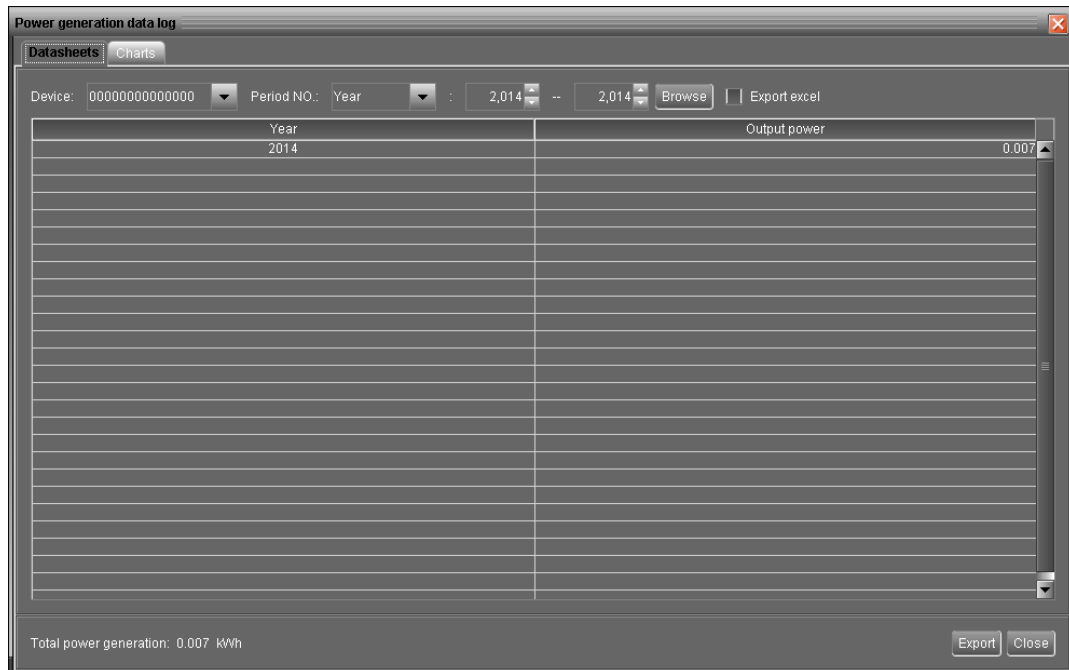 Power generation data log
Datasheets Charts
Device: 00000000000000 Period NO.: Year : 2,014 -- 2,014 Browse Export excel
Year Output power
2014 0.007
Total power generation: 0.007 kWh Export Close